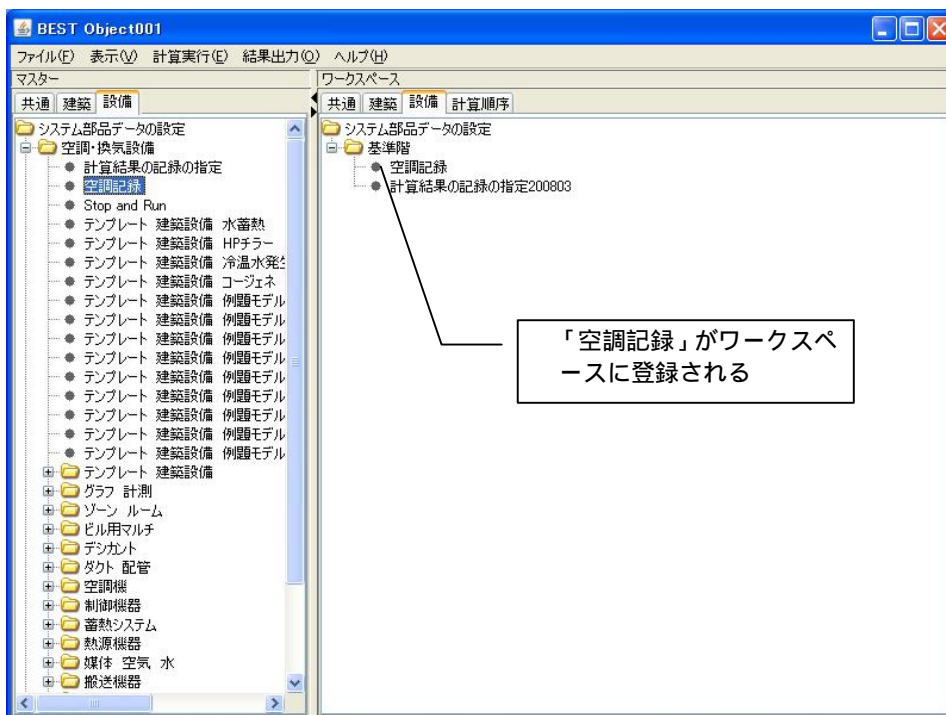 BEST Object001
ファイル(F) 表示(V) 計算実行(E) 結果出力(O) ヘルプ(H)
マスター
共通 建築 設備
システム部品データの設定
空調・換気設備
計算結果の記録の指定
空調記録
Stop and Run
テンプレート 建築設備 水蓄熱
テンプレート 建築設備 HPチラー
テンプレート 建築設備 冷温水発生
テンプレート 建築設備 コージェネ
テンプレート 建築設備 例題モデル
テンプレート 建築設備 例題モデル
テンプレート 建築設備 例題モデル
テンプレート 建築設備 例題モデル
テンプレート 建築設備 例題モデル
テンプレート 建築設備 例題モデル
テンプレート 建築設備 例題モデル
テンプレート 建築設備 例題モデル
テンプレート 建築設備 例題モデル
テンプレート 建築設備
グラフ 計測
ゾーン ルーム
ビル用マルチ
デシカント
ダクト 配管
空調機
制御機器
蓄熱システム
熱源機器
媒体 空気 水
搬送機器
ワークスペース
共通 建築 設備 計算順序
システム部品データの設定
基準階
空調記録
計算結果の記録の指定200803
「空調記録」がワークスペ
ースに登録される